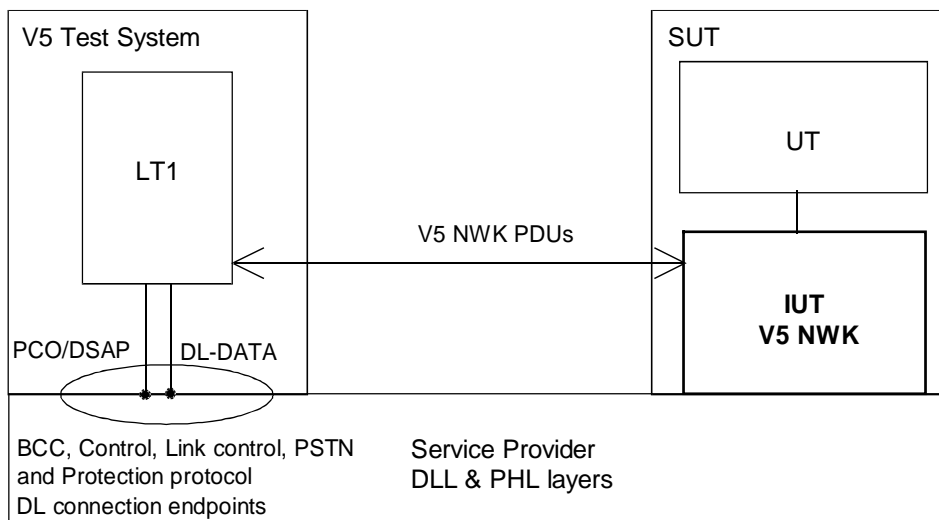 V5 Test System
SUT
LT1
UT
V5 NWK PDUs
IUT
V5 NWK
PCO/DSAP
DL-DATA
BCC, Control, Link control, PSTN
and Protection protocol
DL connection endpoints
Service Provider
DLL & PHL layers